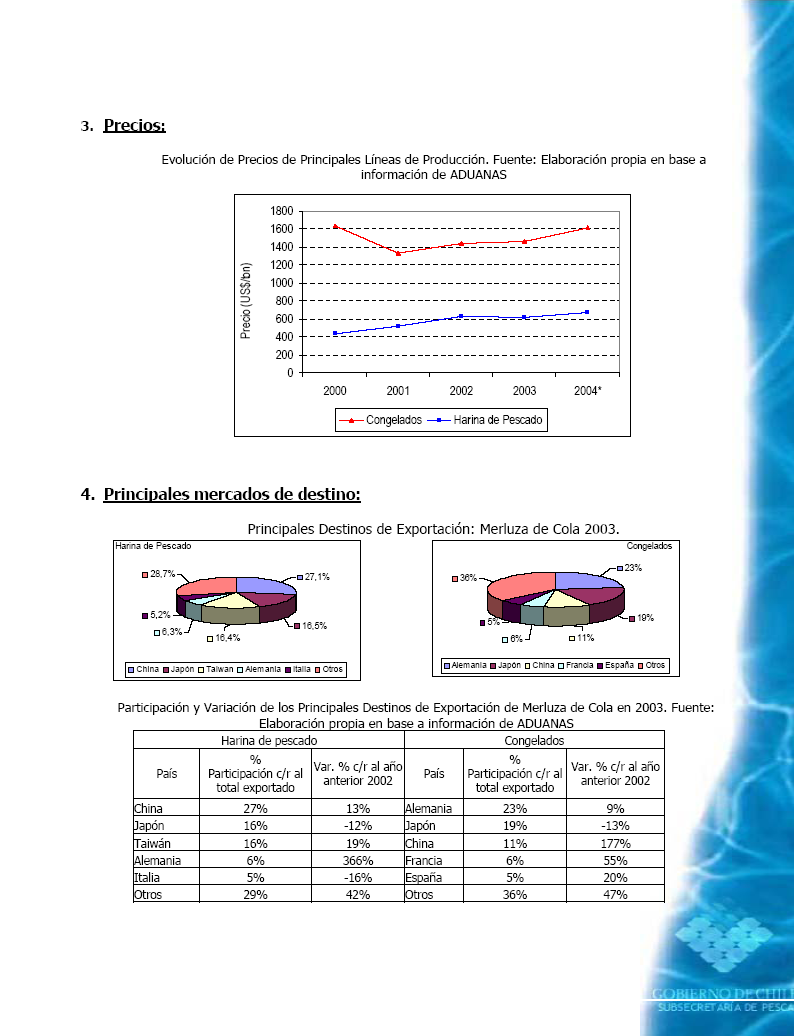 3. Precios:
Evolución de Precios de Principales Líneas de Producción. Fuente: Elaboración propia en base a
información de ADUANAS
1800
1600
1400
1200
1000
800
600
400
200
0
Precio (US$/tbn)
2000 2001 2002 2003 2004*
Congelados Harina de Pescado
4. Principales mercados de destino:
Principales Destinos de Exportación: Merluza de Cola 2003.
Harina de Pescado
28,7% 27,1%
5,2% 16,5%
6,3% 16,4%
China Japón Taiwan Alemania Italia Otros
Congelados
36% 23%
5% 19%
6% 11%
Alemania Japón China Francia España Otros
Participación y Variación de los Principales Destinos de Exportación de Merluza de Cola en 2003. Fuente:
Elaboración propia en base a información de ADUANAS
Harina de pescado Congelados
País % Participación c/r al total exportado Var. % c/r al año anterior 2002 País % Participación c/r al total exportado Var. % c/r al año anterior 2002
China 27% 13% Alemania 23% 9%
Japón 16% -12% Japón 19% -13%
Taiwán 16% 19% China 11% 177%
Alemania 6% 366% Francia 6% 55%
Italia 5% -16% España 5% 20%
Otros 29% 42% Otros 36% 47%
GOBIERNO DE CHILE
SUBSECRETARÍA DE PESCA